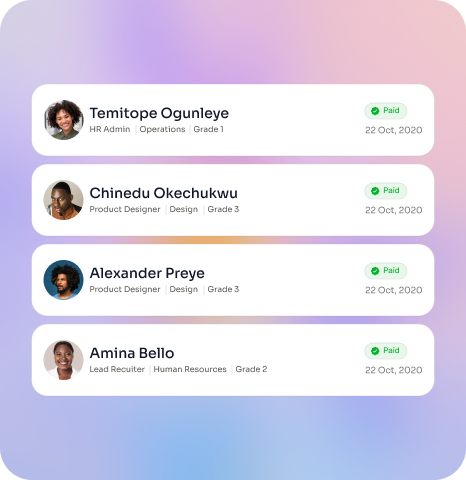 Temitope Ogunleye
Paid
HR Admin | Operations | Grade 1
22 Oct, 2020
Chinedu Okechukwu
Paid
Product Designer | Design | Grade 3
22 Oct, 2020
Alexander Preye
Paid
Product Designer | Design | Grade 3
22 Oct, 2020
Amina Bello
Paid
Lead Recuiter | Human Resources | Grade 2
22 Oct, 2020